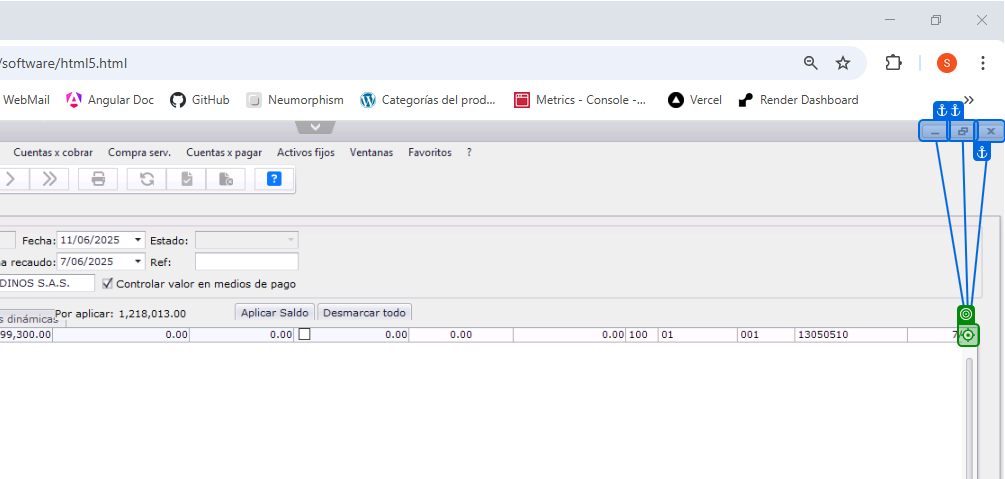 /software/html5.html
S
WebMail Angular Doc GitHub Neumorphism Categorías del prod... Metrics - Console -... Vercel Render Dashboard »
Cuentas x cobrar Compra serv. Cuentas x pagar Activos fijos Ventanas Favoritos ?
?
Fecha: 11/06/2025 Estado:
a recaudo: 7/06/2025 Ref:
DINOS S.A.S. Controlar valor en medios de pago
s dinámicas Por aplicar: 1,218,013.00 Aplicar Saldo Desmarcar todo
99,300.00 0.00 0.00 0.00 0.00 0.00 100 01 001 13050510 7/